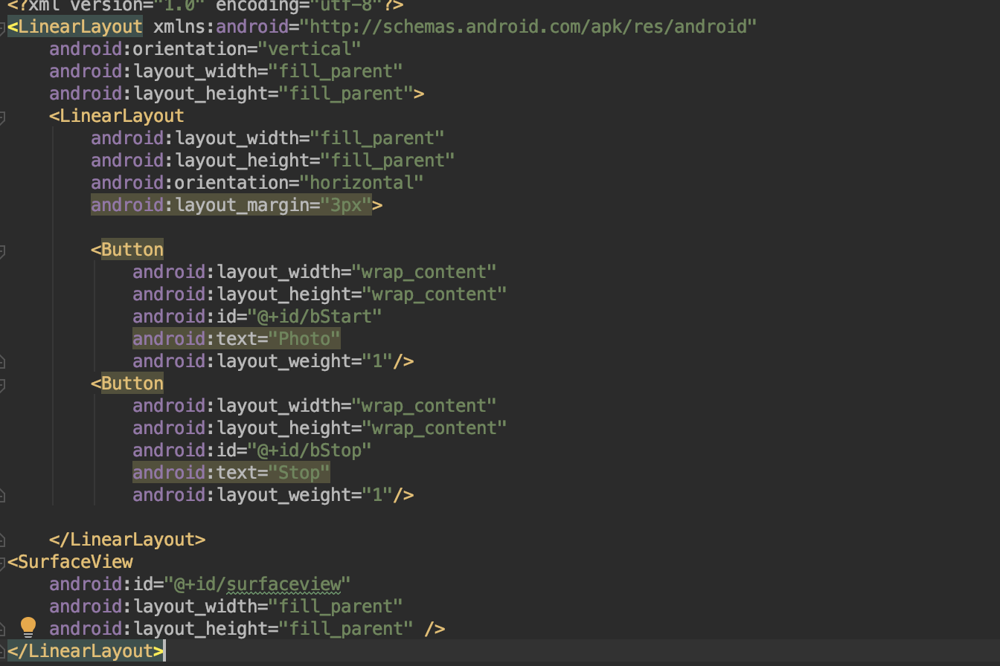 <?xml version="1.0" encoding="utf-8"?>
<LinearLayout xmlns:android="http://schemas.android.com/apk/res/android"
    android:orientation="vertical"
    android:layout_width="fill_parent"
    android:layout_height="fill_parent">
    <LinearLayout
        android:layout_width="fill_parent"
        android:layout_height="fill_parent"
        android:orientation="horizontal"
        android:layout_margin="3px">

        <Button
            android:layout_width="wrap_content"
            android:layout_height="wrap_content"
            android:id="@+id/bStart"
            android:text="Photo"
            android:layout_weight="1"/>
        <Button
            android:layout_width="wrap_content"
            android:layout_height="wrap_content"
            android:id="@+id/bStop"
            android:text="Stop"
            android:layout_weight="1"/>

    </LinearLayout>
<SurfaceView
    android:id="@+id/surfaceview"
    android:layout_width="fill_parent"
    android:layout_height="fill_parent" />
</LinearLayout>